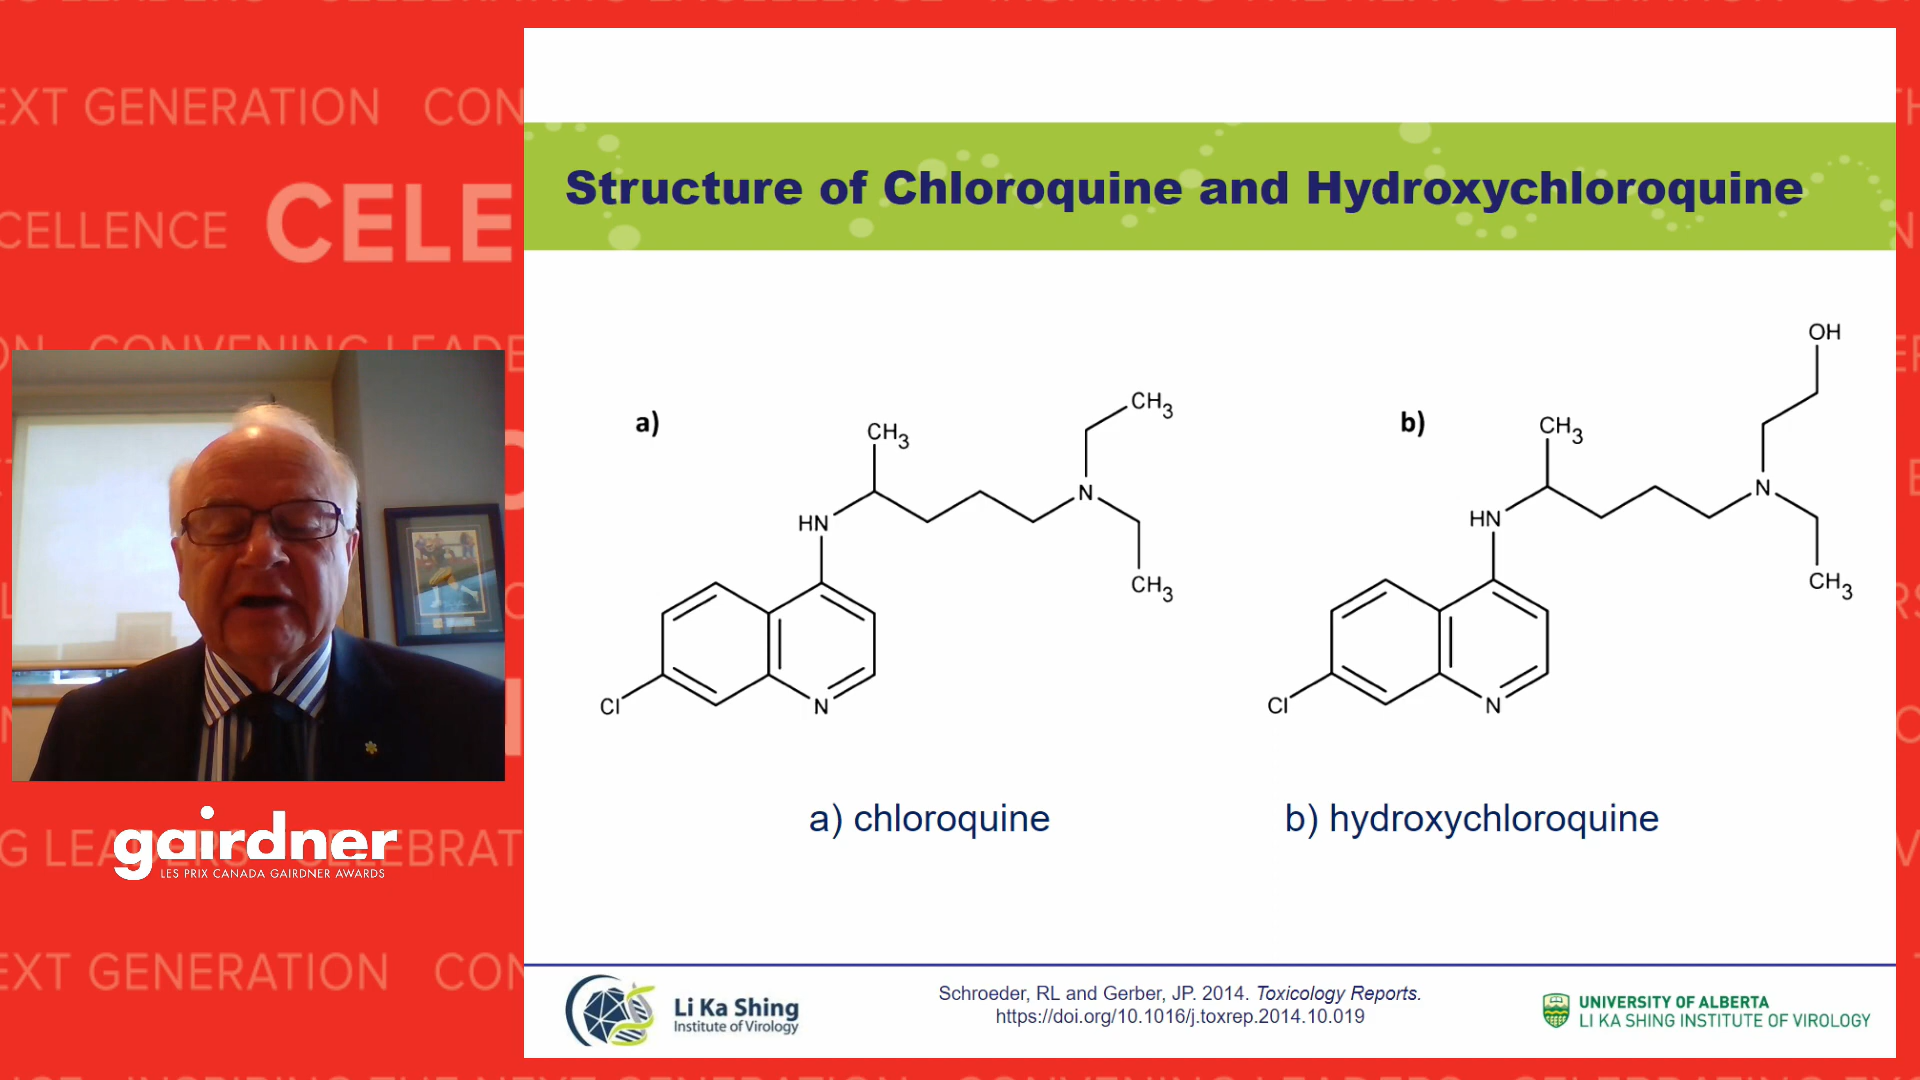 EXT GENERATION CON
CELLENCE CELE
CONVENING LEADE
gairdner
LES PRIX CANADA GAIRDNER AWARDS
G LEADERS CELEBRAT
EXT GENERATION CON
Structure of Chloroquine and Hydroxychloroquine
a)
CH3
CH3
N
HN
CH3
Cl
N
b)
OH
CH3
N
HN
CH3
Cl
N
a) chloroquine
b) hydroxychloroquine
Li Ka Shing
Institute of Virology
Schroeder, RL and Gerber, JP. 2014. Toxicology Reports.
https://doi.org/10.1016/j.toxrep.2014.10.019
UNIVERSITY OF ALBERTA
LI KA SHING INSTITUTE OF VIROLOGY